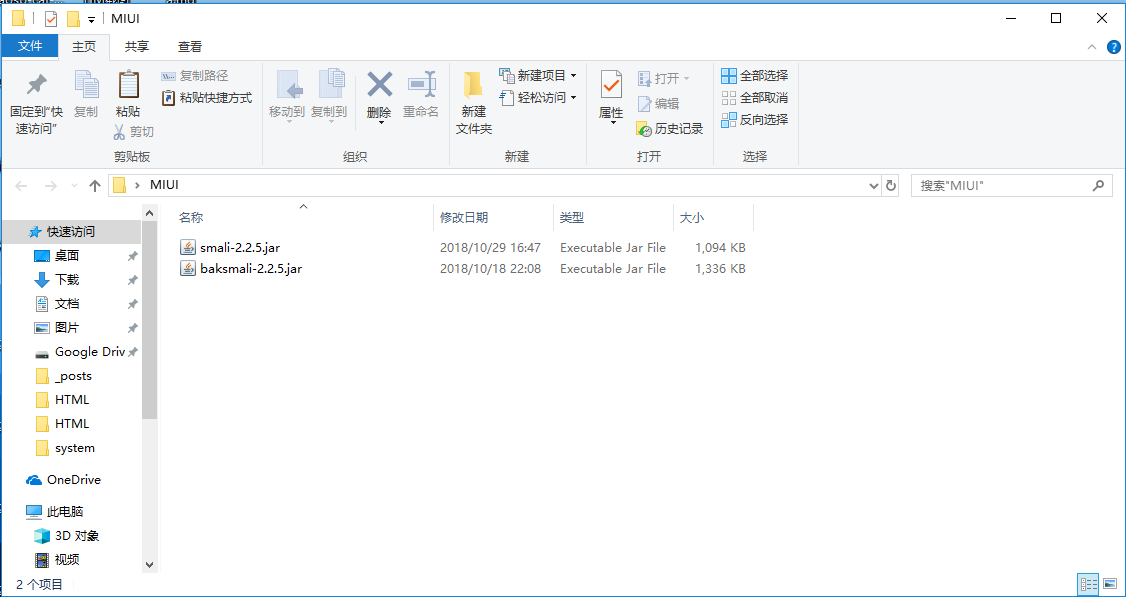 MIUI
文件 主页 共享 查看
固定到"快速访问"
复制
粘贴
复制路径
粘贴快捷方式
剪切
剪贴板
移动到
复制到
删除
重命名
组织
新建文件夹
新建项目
轻松访问
新建
属性
打开
编辑
历史记录
打开
全部选择
全部取消
反向选择
选择
MIUI
搜索"MIUI"
快速访问
桌面
下载
文档
图片
Google Driv
_posts
HTML
HTML
system
OneDrive
此电脑
3D 对象
视频
名称 修改日期 类型 大小
smali-2.2.5.jar 2018/10/29 16:47 Executable Jar File 1,094 KB
baksmali-2.2.5.jar 2018/10/18 22:08 Executable Jar File 1,336 KB
2 个项目